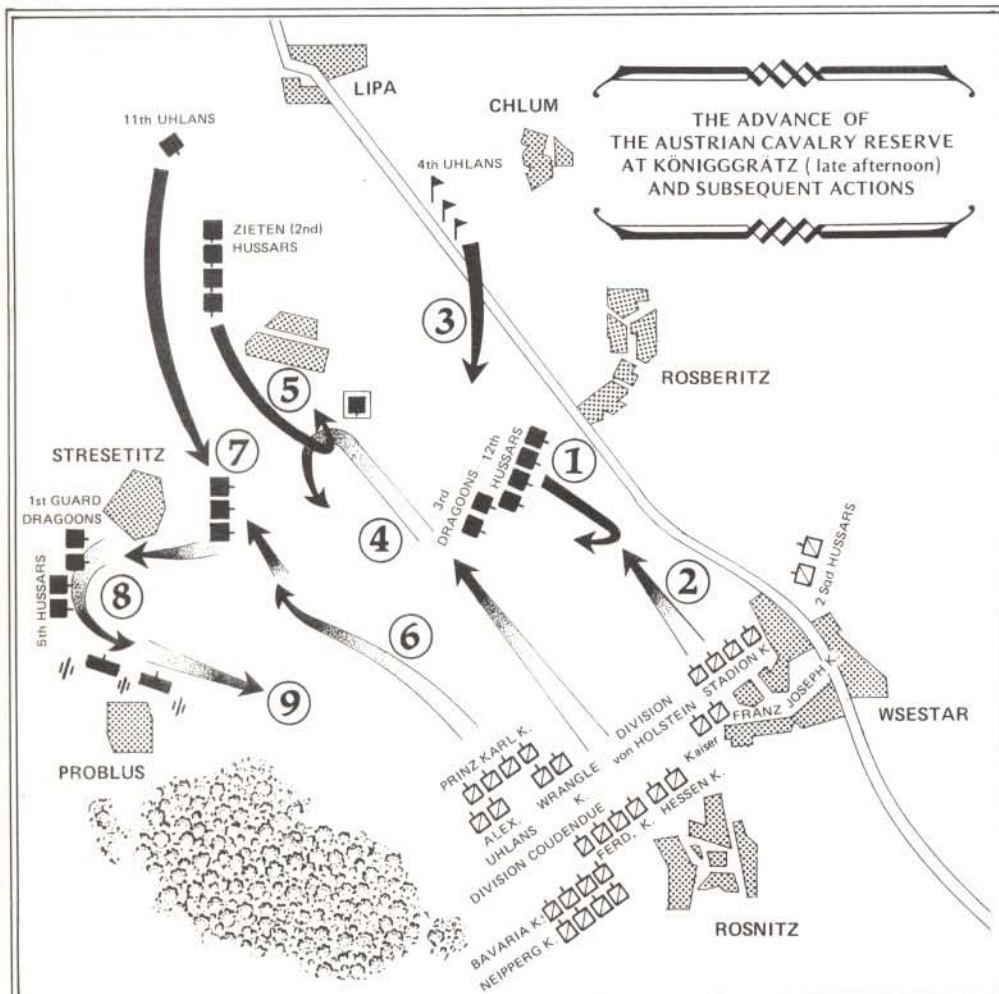 LIPA
CHLUM
THE ADVANCE OF
THE AUSTRIAN CAVALRY RESERVE
AT KÖNIGGGRÄTZ ( late afternoon)
AND SUBSEQUENT ACTIONS
11th UHLANS
4th UHLANS
ZIETEN (2nd)
HUSSARS
3
ROSBERITZ
5
STRESETITZ
7
1st GUARD
DRAGOONS
3rd
DRAGOONS
12th
HUSSARS
1
4
2
2 Sad HUSSARS
5th HUSSARS
8
6
9
STADION K.
DIVISION
von HOLSTEIN
FRANZ JOSEPH K.
Kaiser
WSESTAR
PROBLUS
PRINZ KARL K.
WRANGLE
K.
ALEX.
UHLANS
DIVISION COUDENDUE
FERD. K.
HESSEN K.
BAVARIA K.
NEIPPERG K.
ROSNITZ